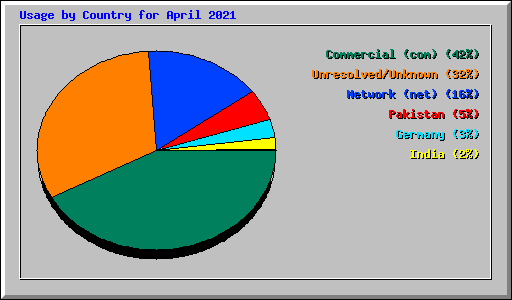 Usage by Country for April 2021
Commercial (com) (42%)
Unresolved/Unknown (32%)
Network (net) (16%)
Pakistan (5%)
Germany (3%)
India (2%)